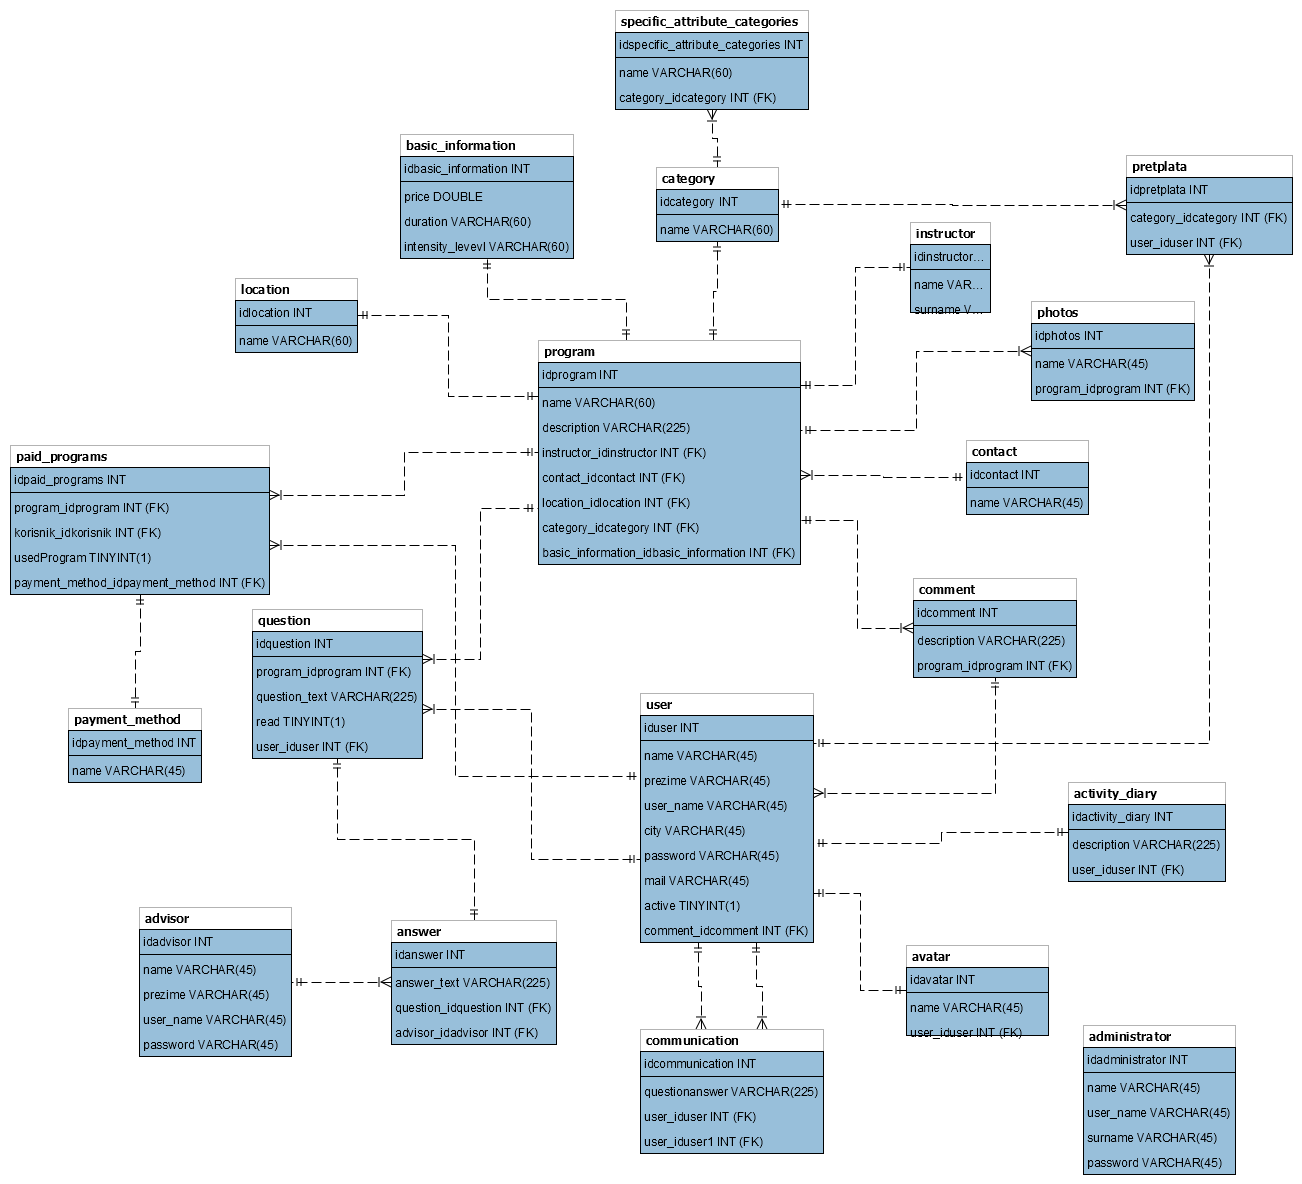 specific_attribute_categories
idspecific_attribute_categories INT
name VARCHAR(60)
category_idcategory INT (FK)
basic_information
idbasic_information INT
price DOUBLE
duration VARCHAR(60)
intensity_levevl VARCHAR(60)
category
idcategory INT
name VARCHAR(60)
pretplata
idpretplata INT
category_idcategory INT (FK)
user_iduser INT (FK)
instructor
idinstructor...
name VAR...
surname V...
location
idlocation INT
name VARCHAR(60)
photos
idphotos INT
name VARCHAR(45)
program_idprogram INT (FK)
program
idprogram INT
name VARCHAR(60)
description VARCHAR(225)
instructor_idinstructor INT (FK)
contact_idcontact INT (FK)
location_idlocation INT (FK)
category_idcategory INT (FK)
basic_information_idbasic_information INT (FK)
contact
idcontact INT
name VARCHAR(45)
paid_programs
idpaid_programs INT
program_idprogram INT (FK)
korisnik_idkorisnik INT (FK)
usedProgram TINYINT(1)
payment_method_idpayment_method INT (FK)
comment
idcomment INT
description VARCHAR(225)
program_idprogram INT (FK)
question
idquestion INT
program_idprogram INT (FK)
question_text VARCHAR(225)
read TINYINT(1)
user_iduser INT (FK)
payment_method
idpayment_method INT
name VARCHAR(45)
user
iduser INT
name VARCHAR(45)
prezime VARCHAR(45)
user_name VARCHAR(45)
city VARCHAR(45)
password VARCHAR(45)
mail VARCHAR(45)
active TINYINT(1)
comment_idcomment INT (FK)
activity_diary
idactivity_diary INT
description VARCHAR(225)
user_iduser INT (FK)
advisor
idadvisor INT
name VARCHAR(45)
prezime VARCHAR(45)
user_name VARCHAR(45)
password VARCHAR(45)
answer
idanswer INT
answer_text VARCHAR(225)
question_idquestion INT (FK)
advisor_idadvisor INT (FK)
avatar
idavatar INT
name VARCHAR(45)
user_iduser INT (FK)
communication
idcommunication INT
questionanswer VARCHAR(225)
user_iduser INT (FK)
user_iduser1 INT (FK)
administrator
idadministrator INT
name VARCHAR(45)
user_name VARCHAR(45)
surname VARCHAR(45)
password VARCHAR(45)